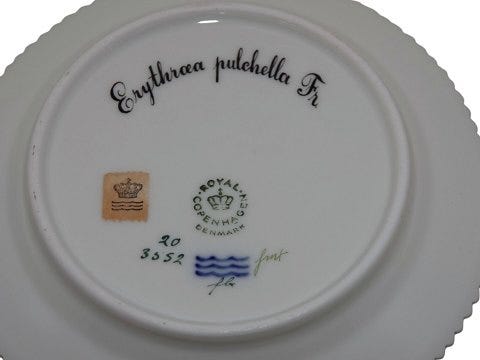 Erythræa pulchella Fr.
ROYAL
COPENHAGEN
DENMARK
20
3552